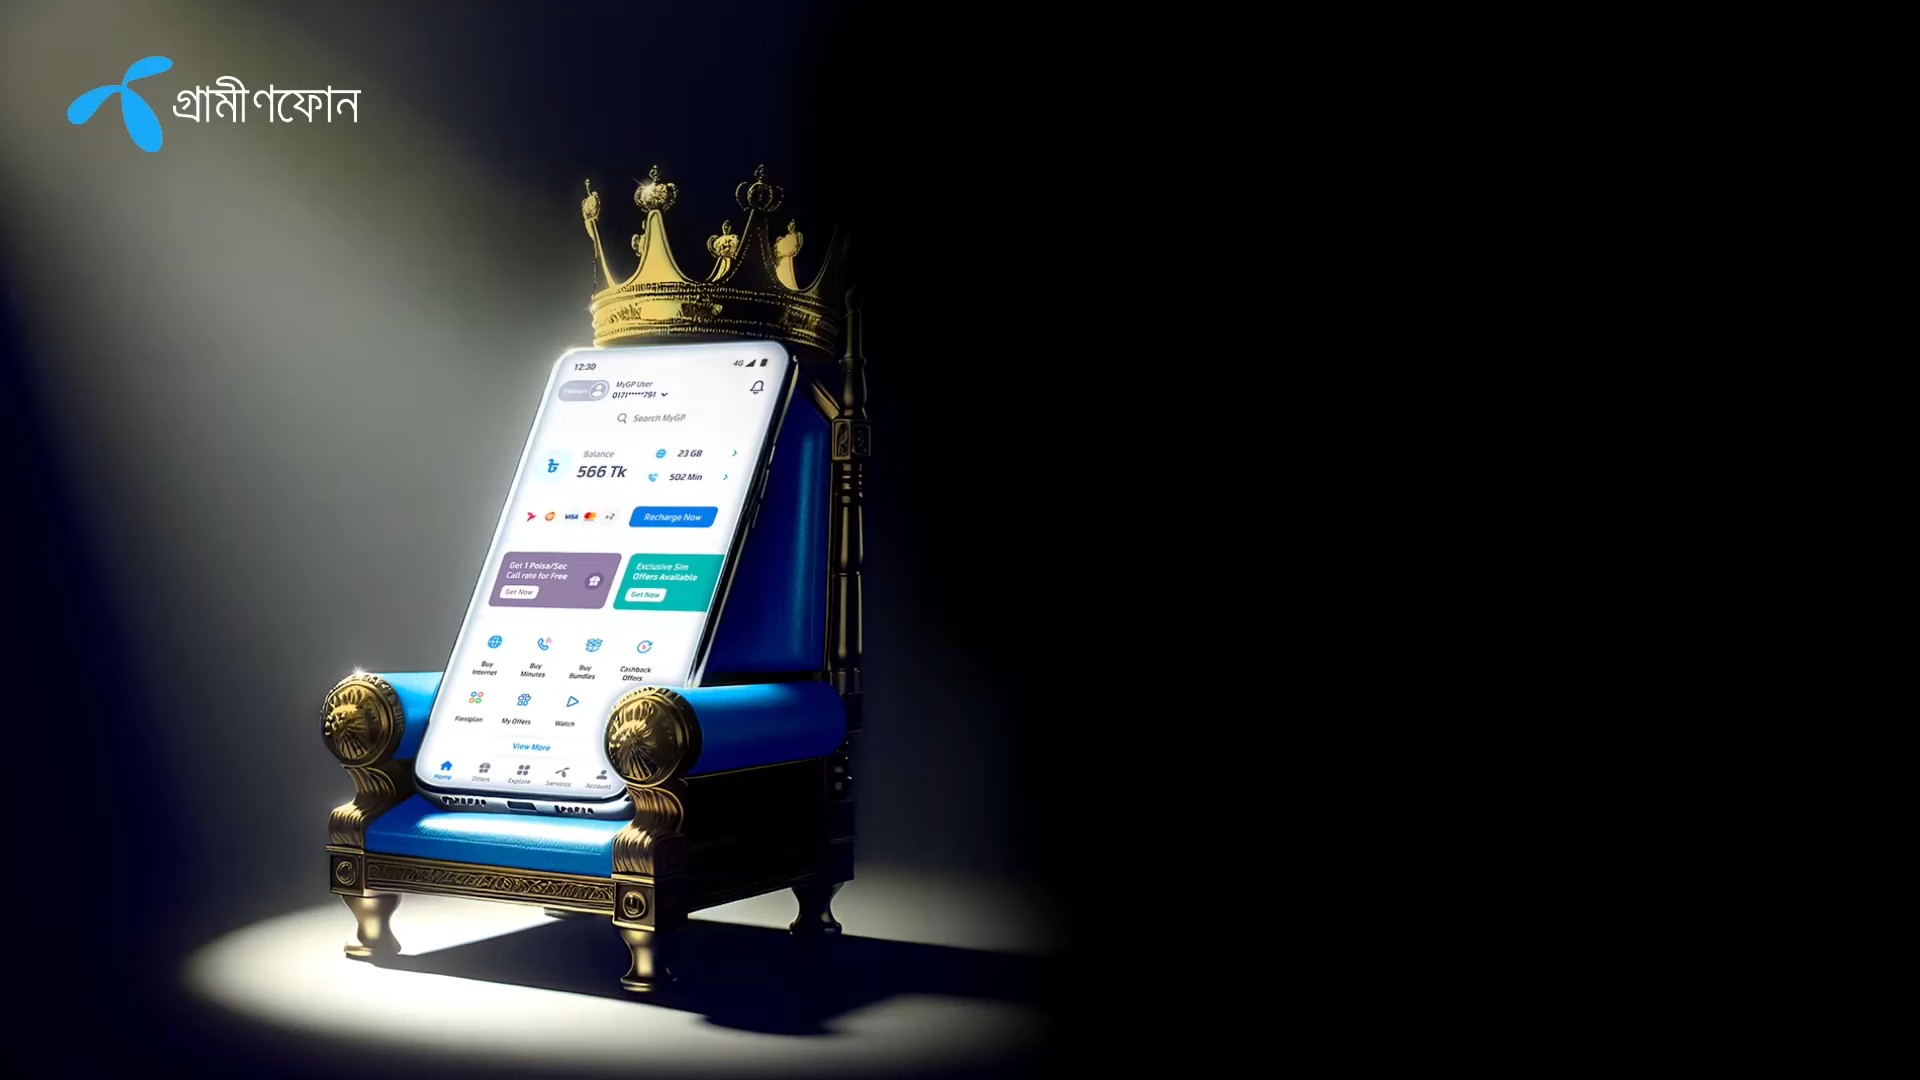 গ্রামীণফোন
12:30
4G
MyGP User
0171*****791
Search MyGP
Balance
566 Tk
23 GB
502 Min
VISA
+2
Recharge Now
Get 1 Poisa/Sec
Call rate for Free
Get Now
Exclusive Sim
Offers Available
Get Now
Buy
Internet
Buy
Minutes
Buy
Bundles
Cashback
Offers
Flexiplan
My Offers
Watch
View More
Home
Offers
Explore
Services
Account